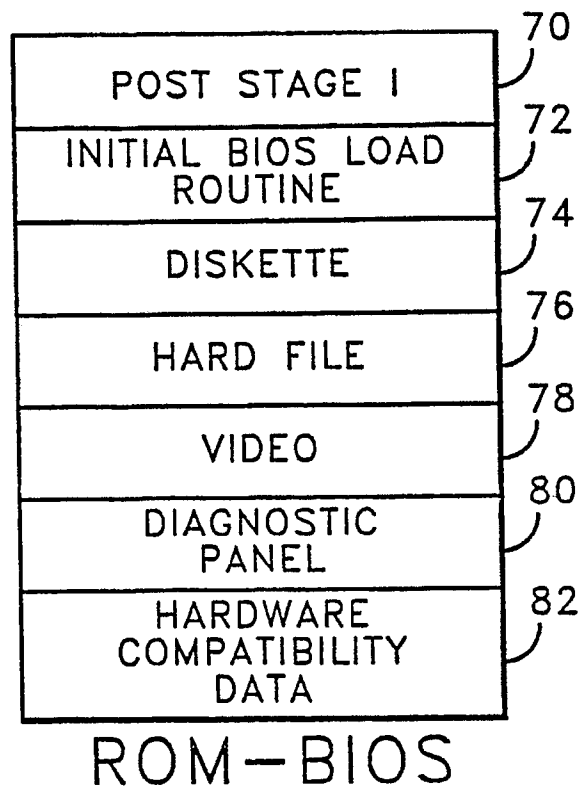 70
POST STAGE I
72
INITIAL BIOS LOAD
ROUTINE
74
DISKETTE
76
HARD FILE
78
VIDEO
80
DIAGNOSTIC
PANEL
82
HARDWARE
COMPATIBILITY
DATA
ROM-BIOS